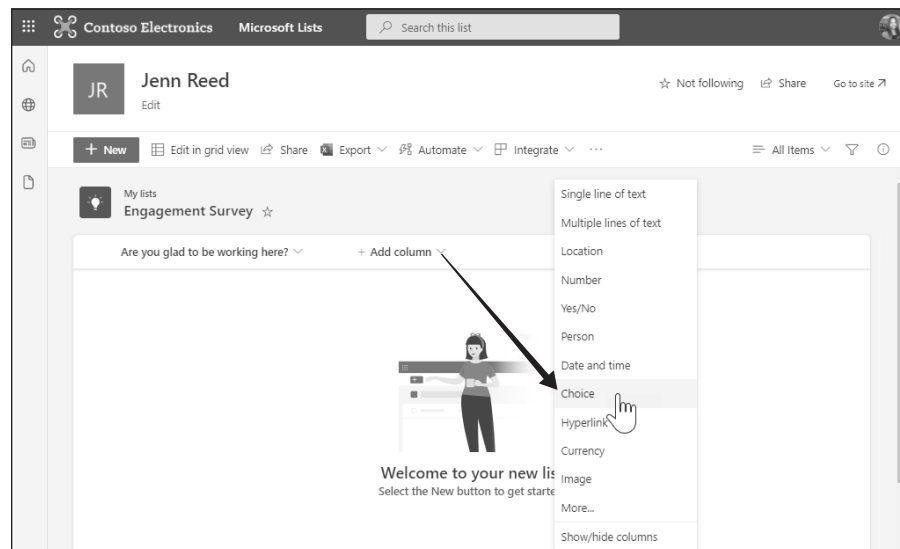 Contoso Electronics Microsoft Lists Search this list
JR
Jenn Reed
Edit
Not following Share Go to site
+ New Edit in grid view Share Export Automate Integrate ... All Items
My lists
Engagement Survey
Are you glad to be working here? + Add column
Single line of text
Multiple lines of text
Location
Number
Yes/No
Person
Date and time
Choice
Hyperlink
Currency
Image
More...
Show/hide columns
Welcome to your new lis
Select the New button to get starte